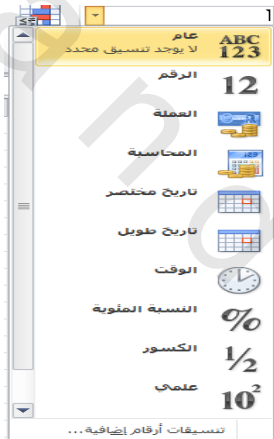 1
عام
لا يوجد تنسيق محدد
ABC
123
الرقم
12
العملة
المحاسبة
تاريخ مختصر
تاريخ طويل
الوقت
النسبة المئوية
%
الكسور
½
علمي
10²
تنسيقات أرقام إضافية...